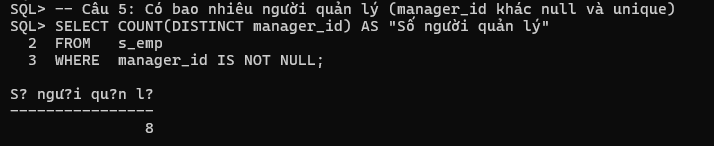 SQL> -- Câu 5: Có bao nhiêu người quản lý (manager_id khác null và unique)
SQL> SELECT COUNT(DISTINCT manager_id) AS "Số người quản lý"
  2  FROM   s_emp
  3  WHERE  manager_id IS NOT NULL;
S? ngư?i qu?n l?
----------------
               8